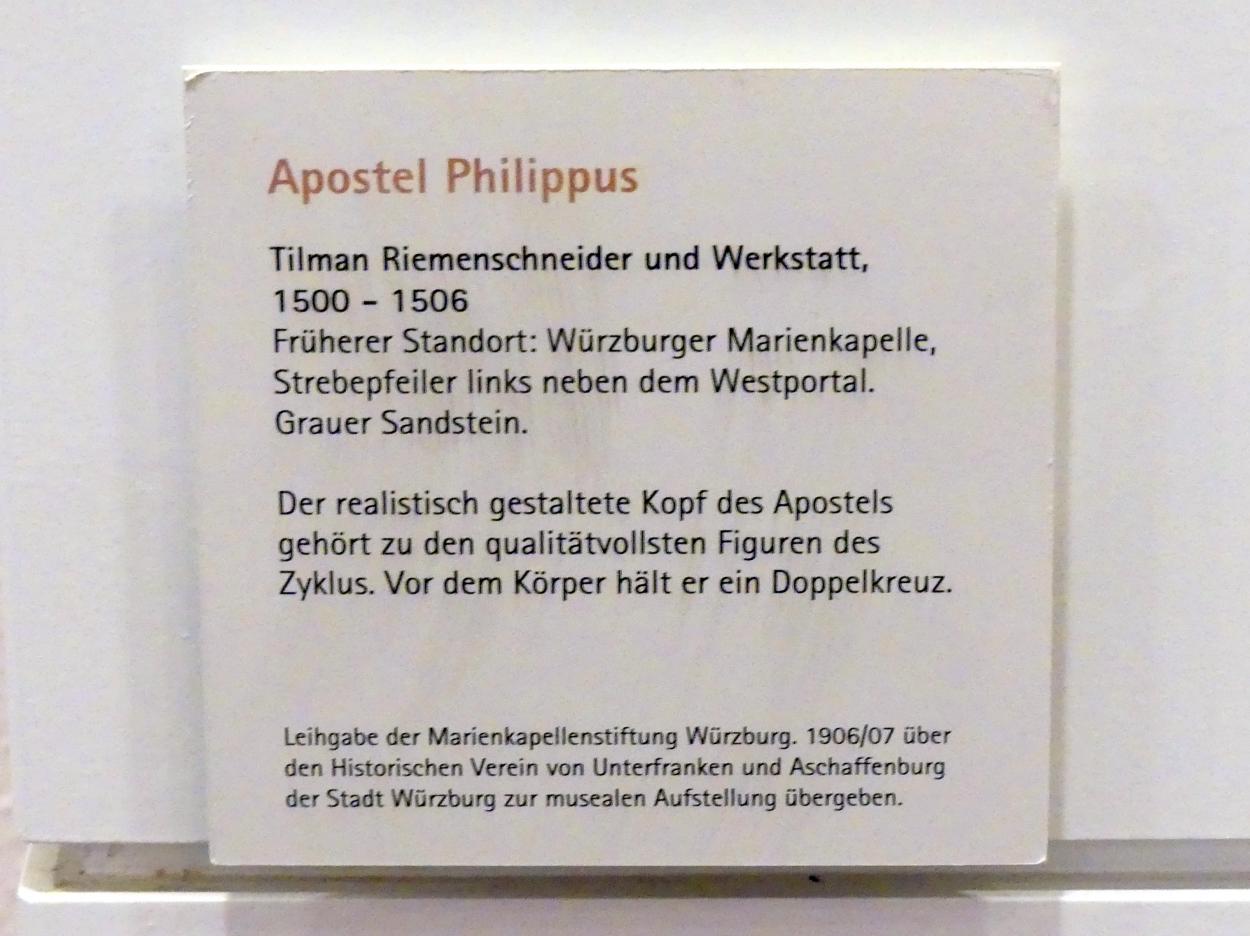 Apostel Philippus
Tilman Riemenschneider und Werkstatt,
1500 – 1506
Früherer Standort: Würzburger Marienkapelle,
Strebepfeiler links neben dem Westportal.
Grauer Sandstein.
Der realistisch gestaltete Kopf des Apostels
gehört zu den qualitätvollsten Figuren des
Zyklus. Vor dem Körper hält er ein Doppelkreuz.
Leihgabe der Marienkapellenstiftung Würzburg. 1906/07 über
den Historischen Verein von Unterfranken und Aschaffenburg
der Stadt Würzburg zur musealen Aufstellung übergeben.